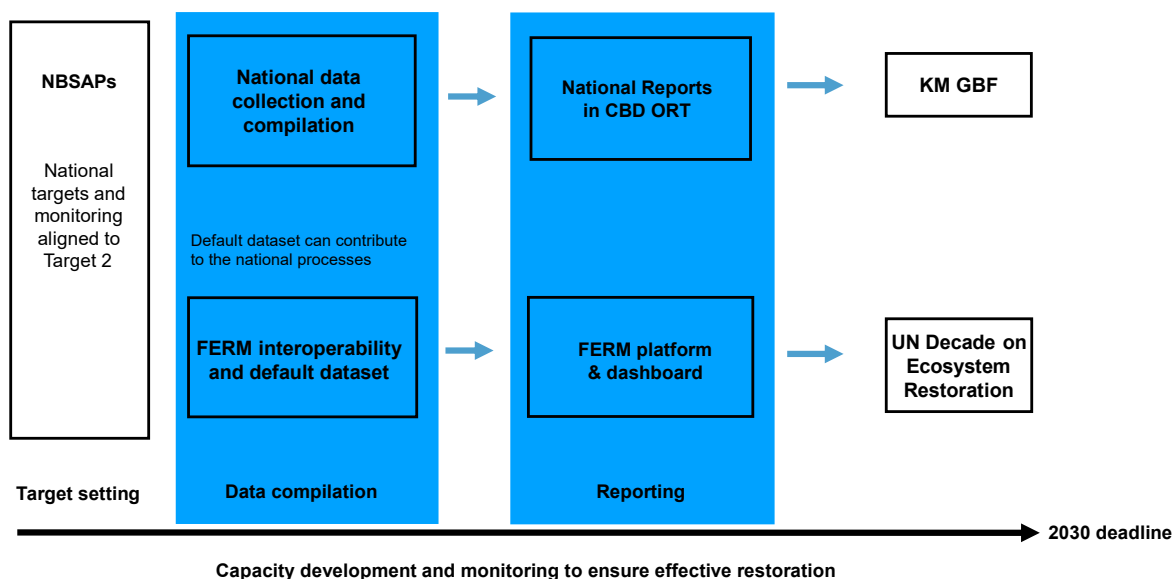 NBSAPs
National
targets and
monitoring
aligned to
Target 2
National data
collection and
compilation
National Reports
in CBD ORT
KM GBF
Default dataset can contribute
to the national processes
FERM interoperability
and default dataset
FERM platform
& dashboard
UN Decade on
Ecosystem
Restoration
Target setting
Data compilation
Reporting
2030 deadline
Capacity development and monitoring to ensure effective restoration